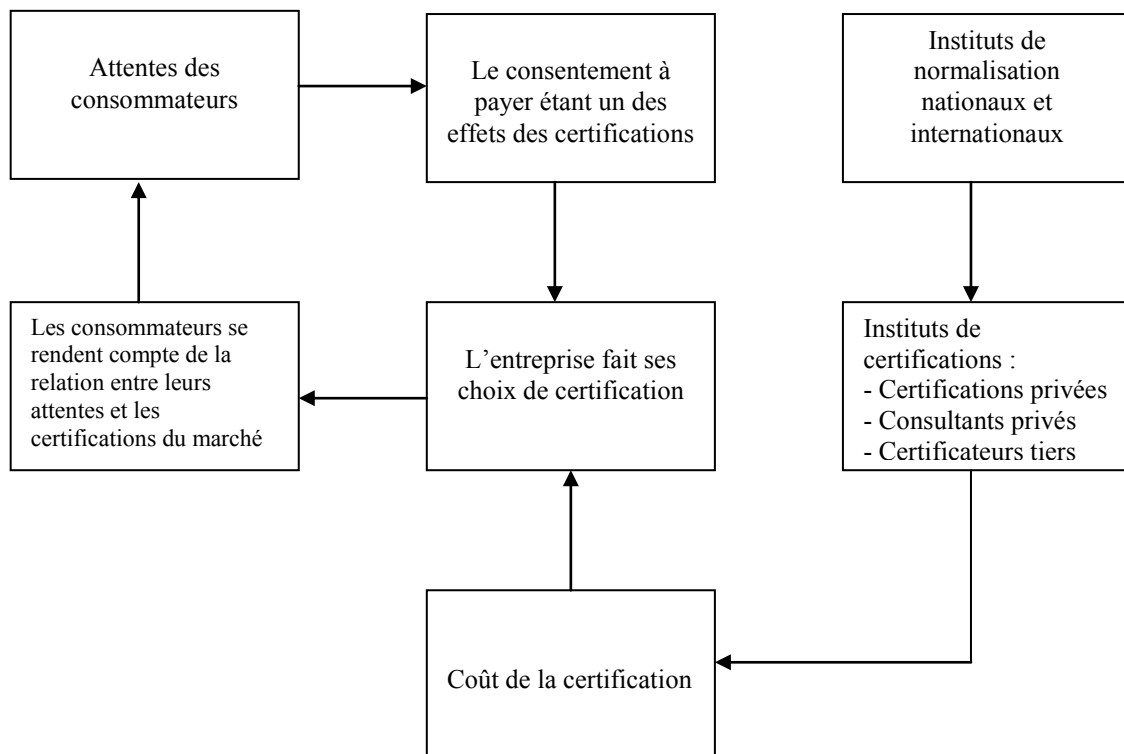 Attentes des
consommateurs
Le consentement à
payer étant un des
effets des certifications
Instituts de
normalisation
nationaux et
internationaux
Les consommateurs se
rendent compte de la
relation entre leurs
attentes et les
certifications du marché
L’entreprise fait ses
choix de certification
Instituts de
certifications :
- Certifications privées
- Consultants privés
- Certificateurs tiers
Coût de la certification